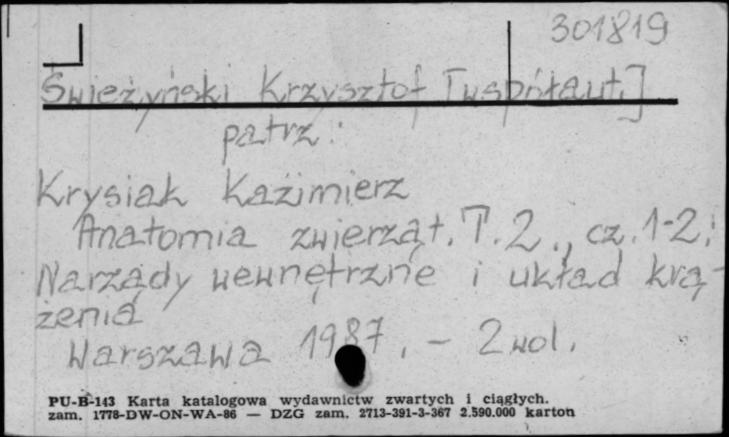 301819
Świeżyński Krzysztof [współaut.]
patrz:
Krysiak Kazimierz
Anatomia zwierząt. T. 2., cz. 1-2:
Narządy wewnętrzne i układ krą-
żenia
Warszawa 1987. - 2 wol.
PU-B-143 Karta katalogowa wydawnictw zwartych i ciągłych.
zam. 1778-DW-ON-WA-86 — DZG zam. 2713-391-3-367 2.590.000 karton